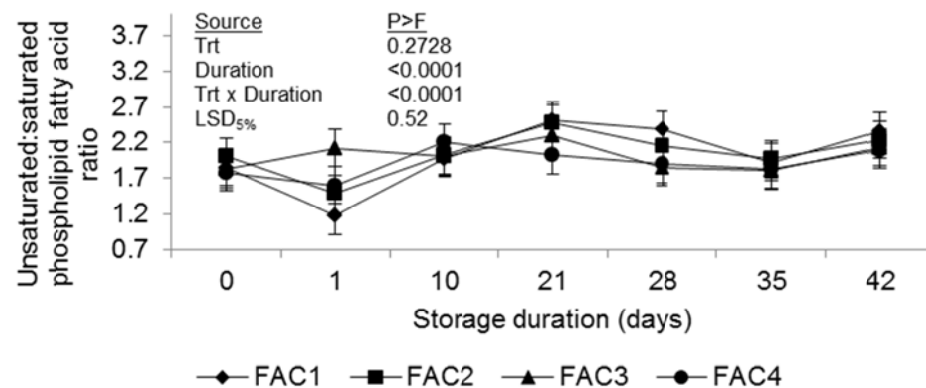 Unsaturated:saturated
phospholipid fatty acid
ratio
3.7
3.2
2.7
2.2
1.7
1.2
0.7
Source P>F
Trt 0.2728
Duration <0.0001
Trt x Duration <0.0001
LSD5% 0.52
0 1 10 21 28 35 42
Storage duration (days)
FAC1 FAC2 FAC3 FAC4